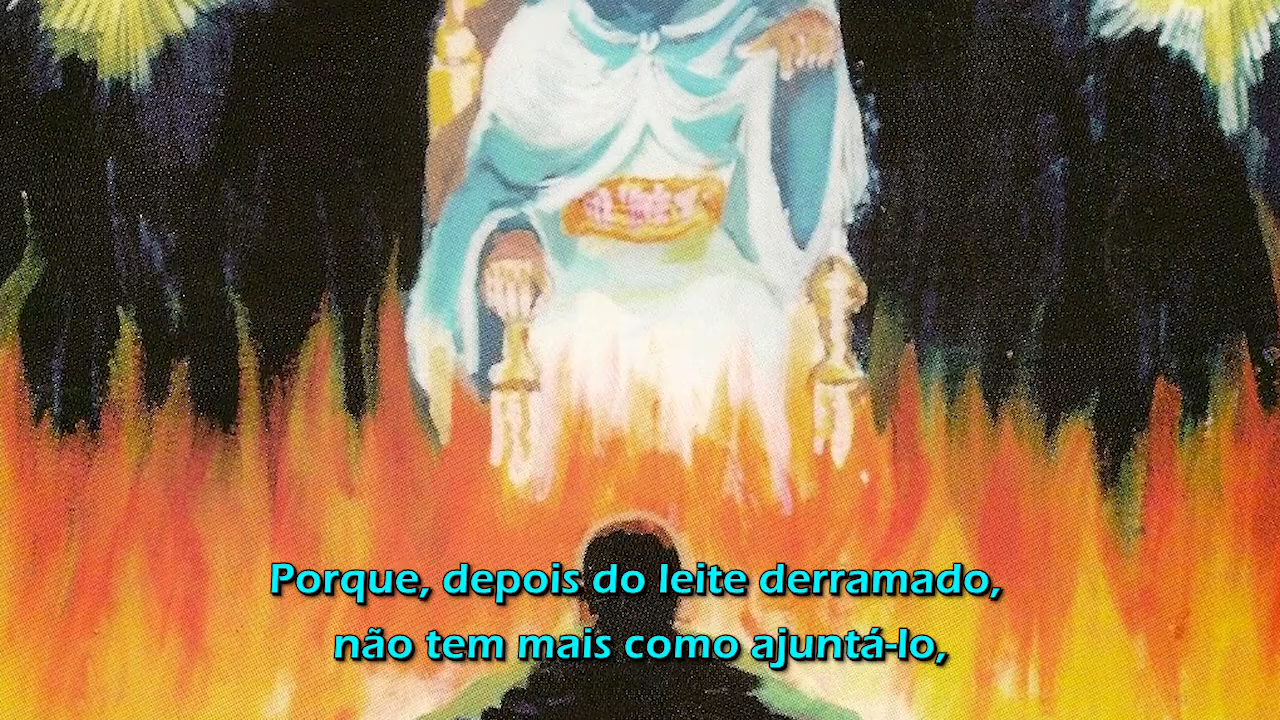 Porque, depois do leite derramado,
não tem mais como ajuntá-lo,